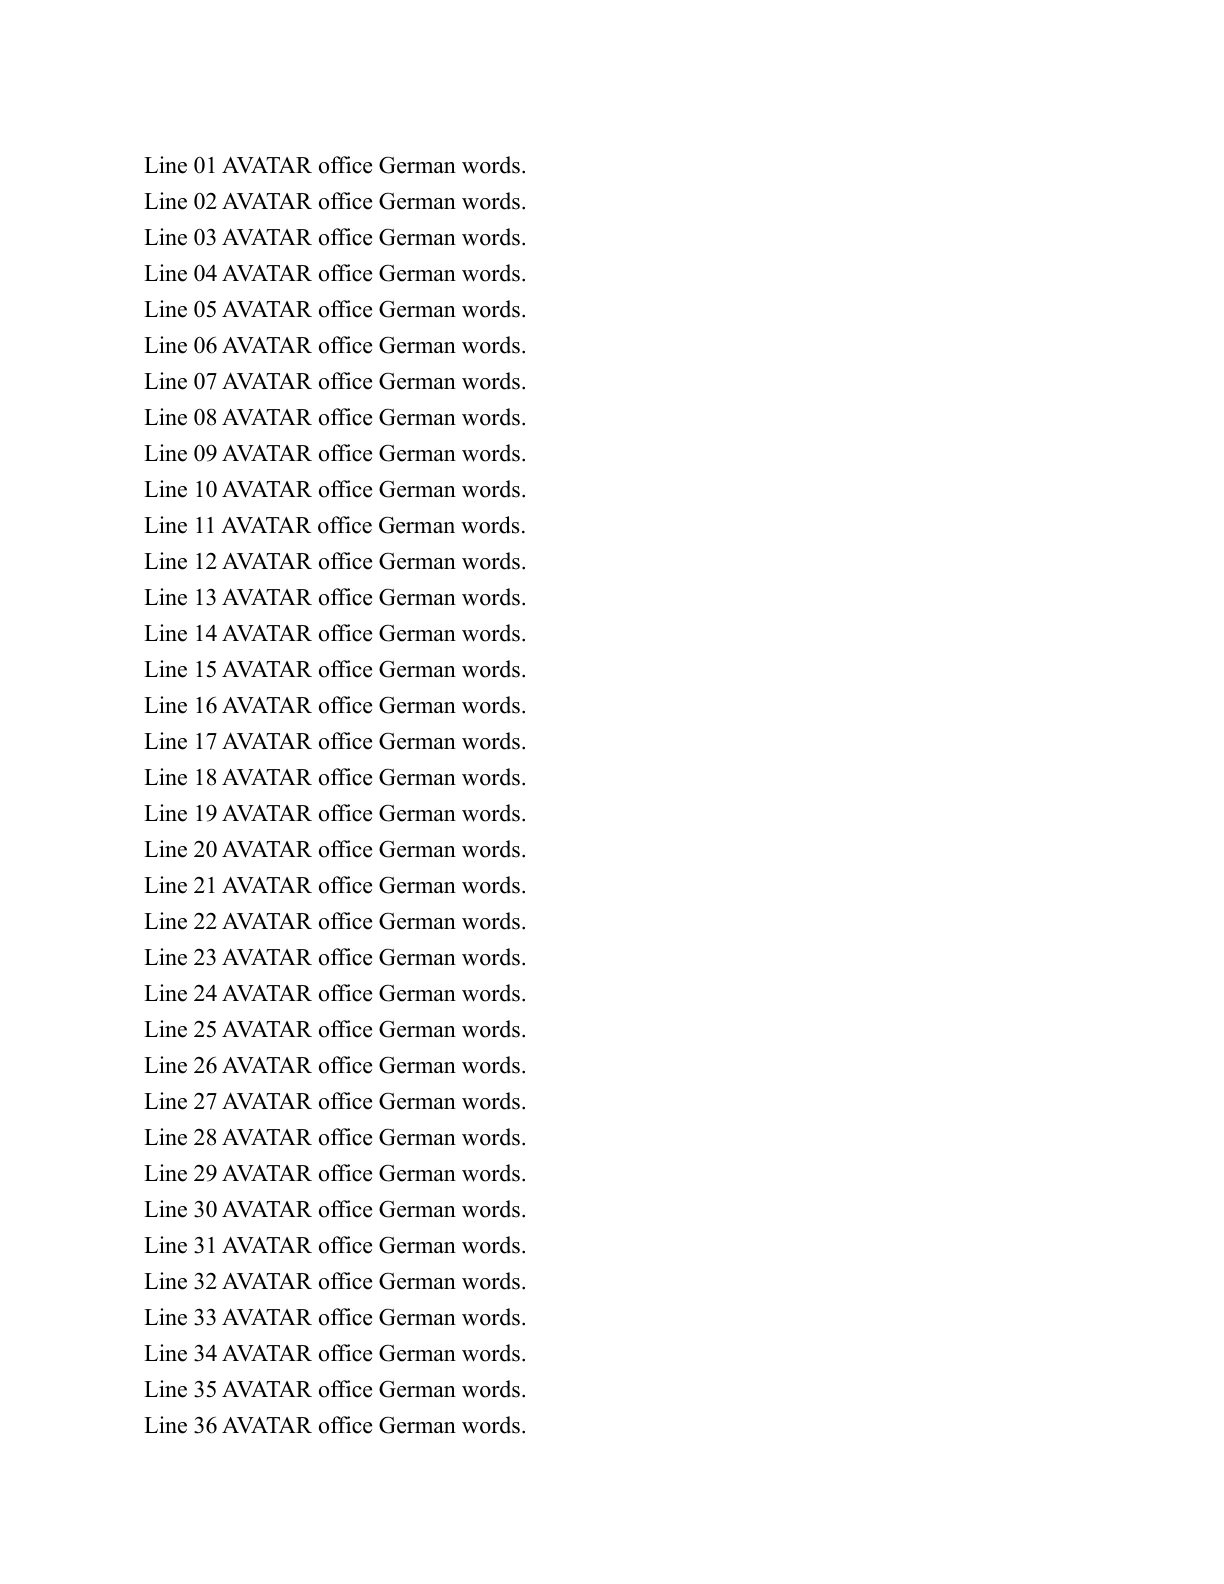 Line 01 AVATAR office German words.
Line 02 AVATAR office German words.
Line 03 AVATAR office German words.
Line 04 AVATAR office German words.
Line 05 AVATAR office German words.
Line 06 AVATAR office German words.
Line 07 AVATAR office German words.
Line 08 AVATAR office German words.
Line 09 AVATAR office German words.
Line 10 AVATAR office German words.
Line 11 AVATAR office German words.
Line 12 AVATAR office German words.
Line 13 AVATAR office German words.
Line 14 AVATAR office German words.
Line 15 AVATAR office German words.
Line 16 AVATAR office German words.
Line 17 AVATAR office German words.
Line 18 AVATAR office German words.
Line 19 AVATAR office German words.
Line 20 AVATAR office German words.
Line 21 AVATAR office German words.
Line 22 AVATAR office German words.
Line 23 AVATAR office German words.
Line 24 AVATAR office German words.
Line 25 AVATAR office German words.
Line 26 AVATAR office German words.
Line 27 AVATAR office German words.
Line 28 AVATAR office German words.
Line 29 AVATAR office German words.
Line 30 AVATAR office German words.
Line 31 AVATAR office German words.
Line 32 AVATAR office German words.
Line 33 AVATAR office German words.
Line 34 AVATAR office German words.
Line 35 AVATAR office German words.
Line 36 AVATAR office German words.